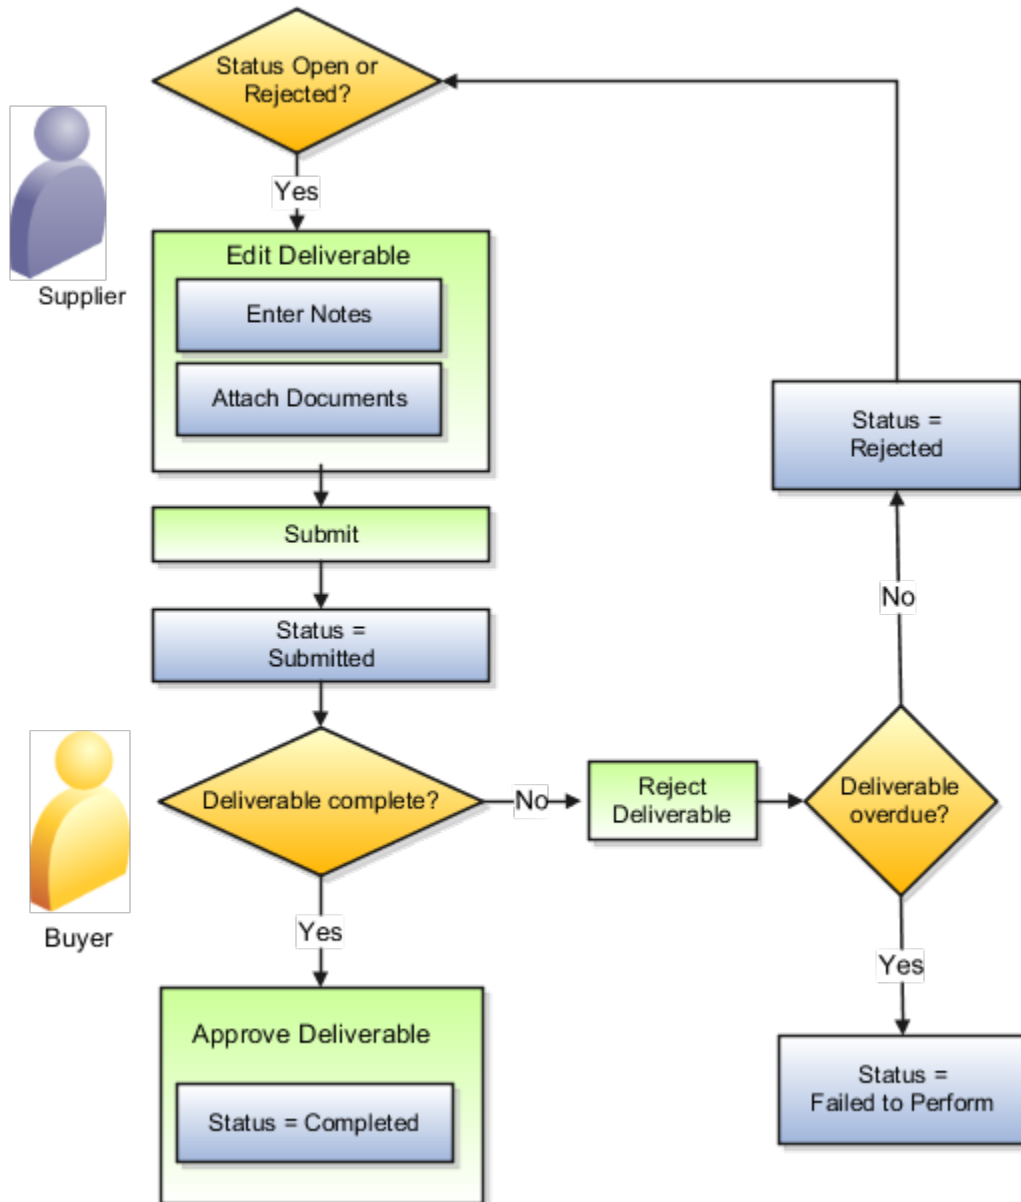 Status Open or
Rejected?
Yes
Supplier
Edit Deliverable
Enter Notes
Attach Documents
Submit
Status =
Submitted
Status =
Rejected
No
Buyer
Deliverable complete?
No
Reject
Deliverable
Deliverable
overdue?
Yes
Yes
Approve Deliverable
Status = Completed
Status =
Failed to Perform